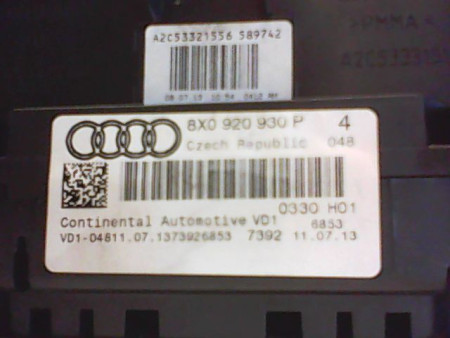 A2C53321556 589742
8X0 920 930 P 4
Czech Republic 048
0330 H01
Continental Automotive VD1 6853
VD1-04811.07.1373926853 7392 11.07.13